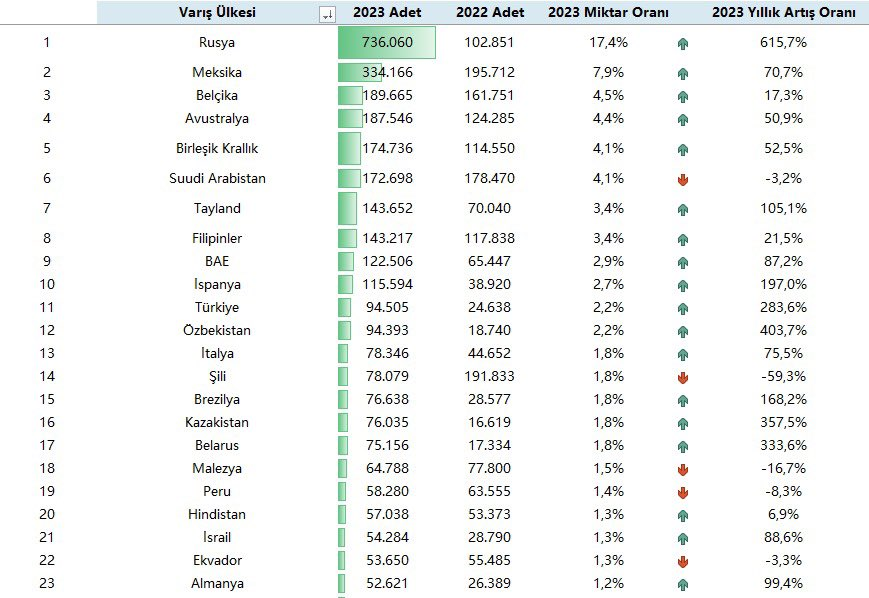 Varış Ülkesi 2023 Adet 2022 Adet 2023 Miktar Oranı 2023 Yıllık Artış Oranı
1 Rusya 736.060 102.851 17,4% 615,7%
2 Meksika 334.166 195.712 7,9% 70,7%
3 Belçika 189.665 161.751 4,5% 17,3%
4 Avustralya 187.546 124.285 4,4% 50,9%
5 Birleşik Krallık 174.736 114.550 4,1% 52,5%
6 Suudi Arabistan 172.698 178.470 4,1% -3,2%
7 Tayland 143.652 70.040 3,4% 105,1%
8 Filipinler 143.217 117.838 3,4% 21,5%
9 BAE 122.506 65.447 2,9% 87,2%
10 İspanya 115.594 38.920 2,7% 197,0%
11 Türkiye 94.505 24.638 2,2% 283,6%
12 Özbekistan 94.393 18.740 2,2% 403,7%
13 İtalya 78.346 44.652 1,8% 75,5%
14 Şili 78.079 191.833 1,8% -59,3%
15 Brezilya 76.638 28.577 1,8% 168,2%
16 Kazakistan 76.035 16.619 1,8% 357,5%
17 Belarus 75.156 17.334 1,8% 333,6%
18 Malezya 64.788 77.800 1,5% -16,7%
19 Peru 58.280 63.555 1,4% -8,3%
20 Hindistan 57.038 53.373 1,3% 6,9%
21 İsrail 54.284 28.790 1,3% 88,6%
22 Ekvador 53.650 55.485 1,3% -3,3%
23 Almanya 52.621 26.389 1,2% 99,4%